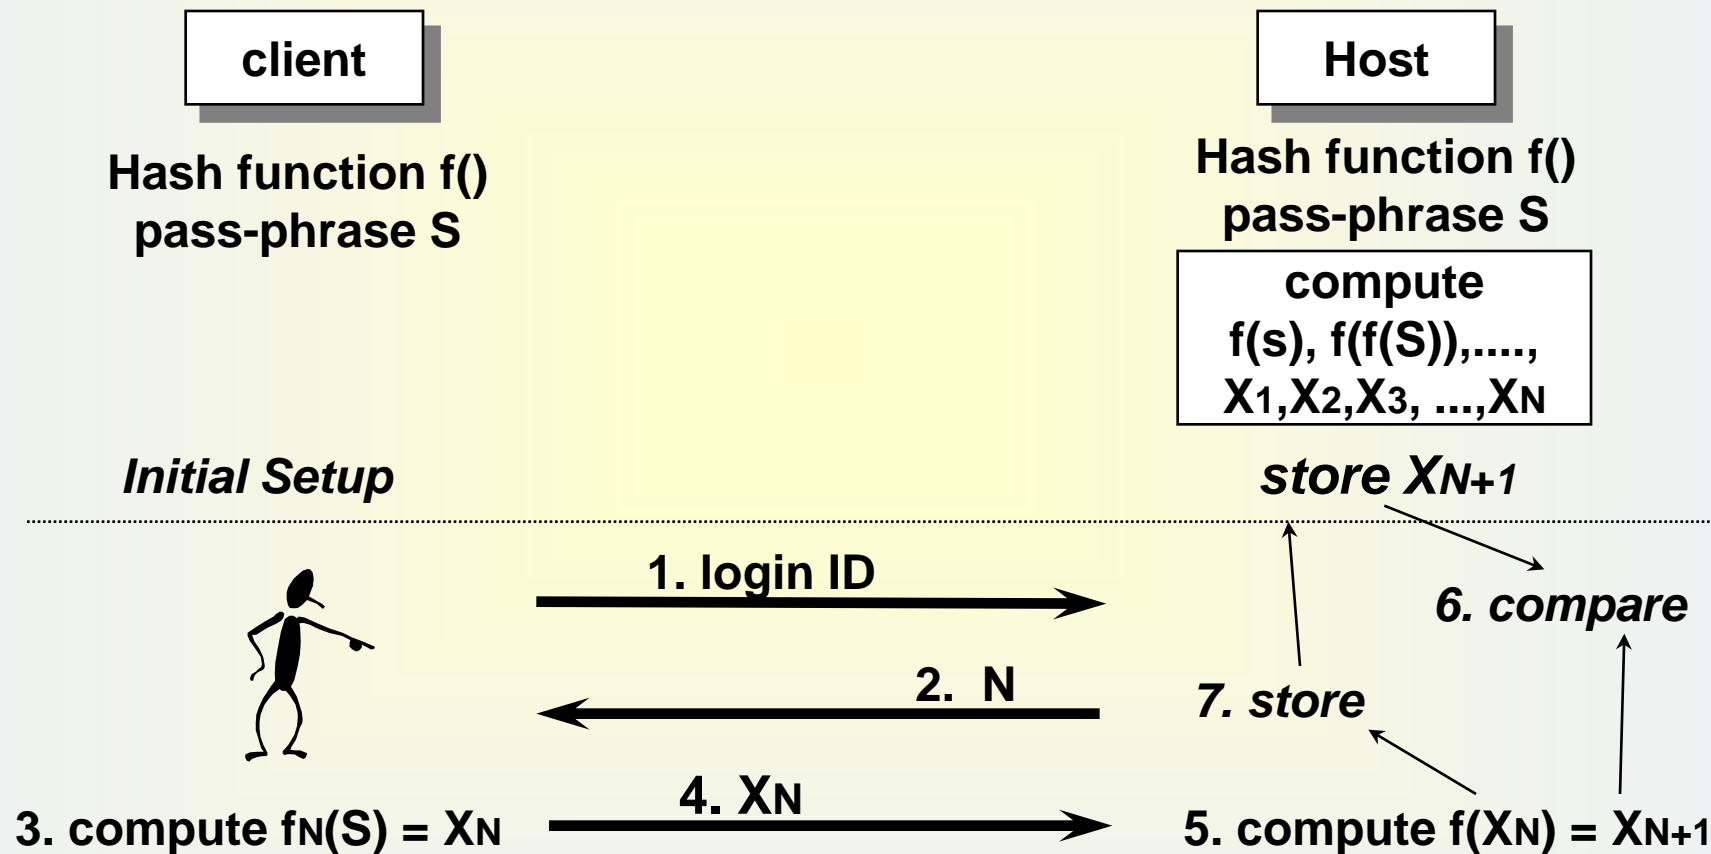 client
Host
Hash function f()
pass-phrase S
Hash function f()
pass-phrase S
compute
f(s), f(f(S)),....,
X1,X2,X3, ...,XN
Initial Setup
store XN+1
1. login ID
6. compare
2. N
7. store
4. XN
3. compute fN(S) = XN
5. compute f(XN) = XN+1